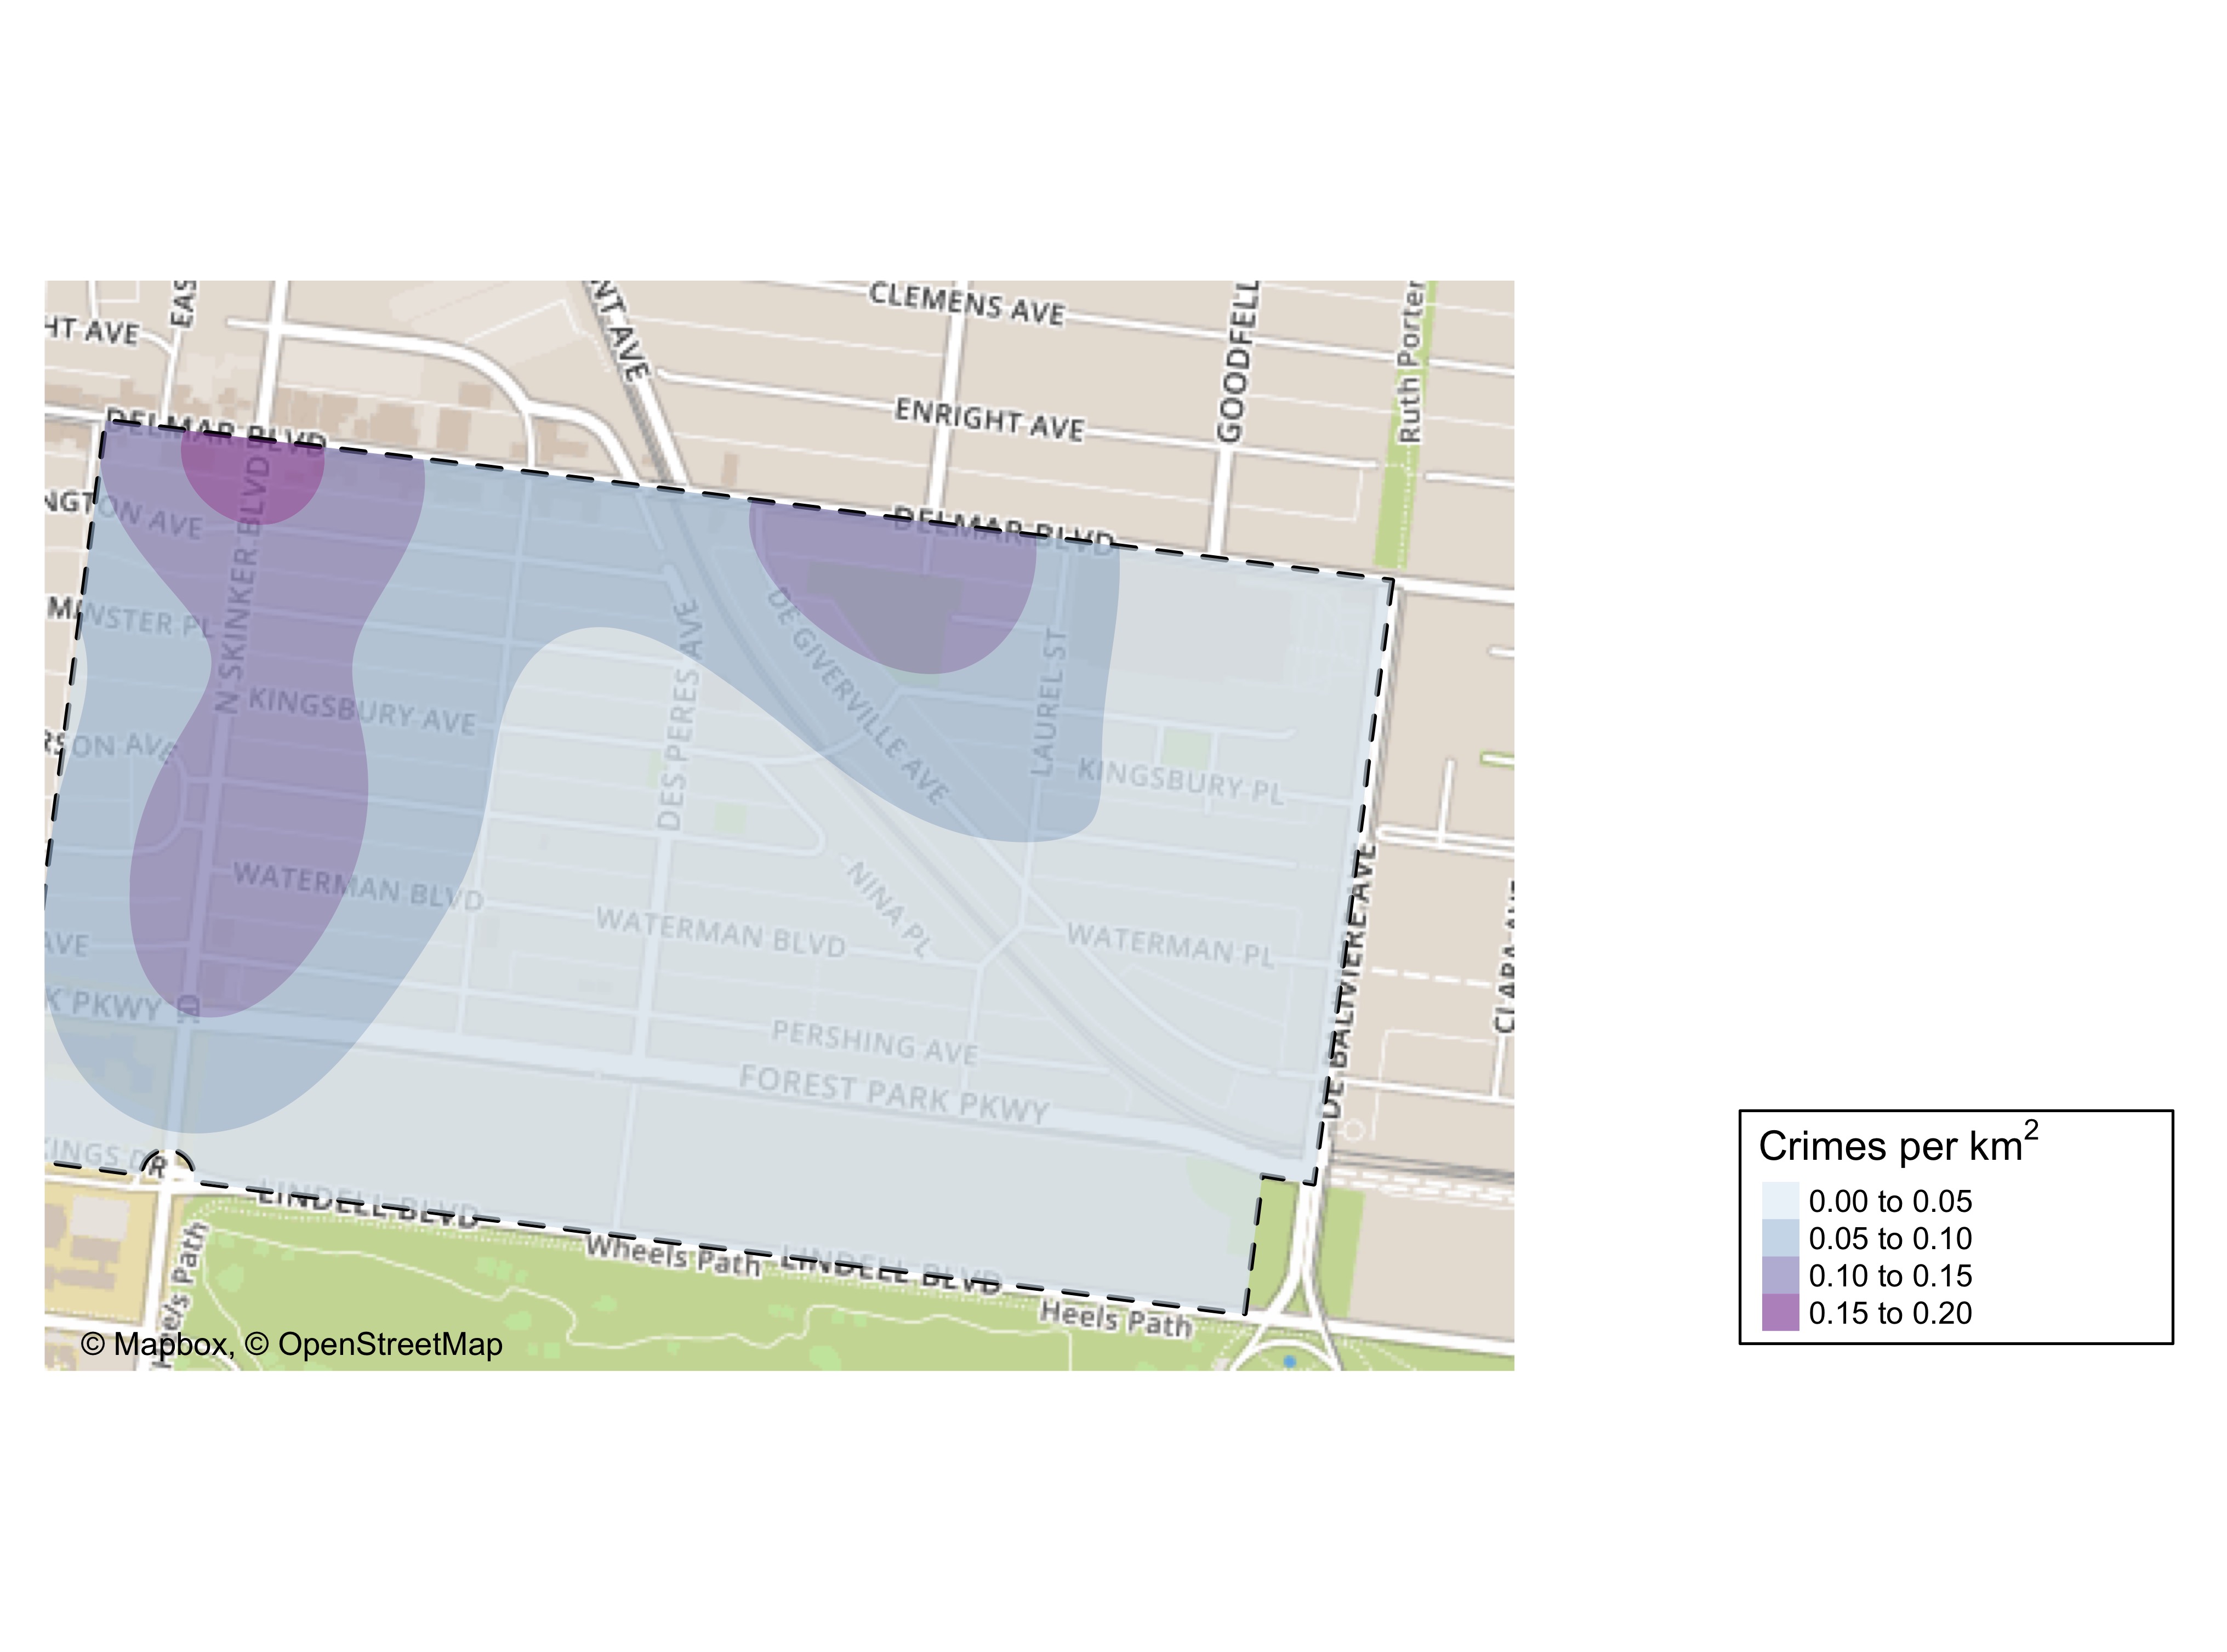 CLEMENS AVE
EAS
HT AVE
NT AVE
GOODFELL
Ruth Porter
ENRIGHT AVE
DELMAR BLVD
DELMAR BLVD
NGTON AVE
N SKINKER BLVD
DE GIVERVILLE AVE
NSTER PL
DES PERES AVE
LAUREL ST
KINGSBURY AVE
RSON AVE
KINGSBURY PL
WATERMAN BLVD
WATERMAN BLVD
NINA PL
WATERMAN PL
DE BALIVIERE AVE
CLARA AVE
AVE
K PKWY
PERSHING AVE
FOREST PARK PKWY
KINGS DR
LINDELL BLVD
Wheels Path
LINDELL BLVD
Heels Path
Heels Path
© Mapbox, © OpenStreetMap
Crimes per km2
0.00 to 0.05
0.05 to 0.10
0.10 to 0.15
0.15 to 0.20